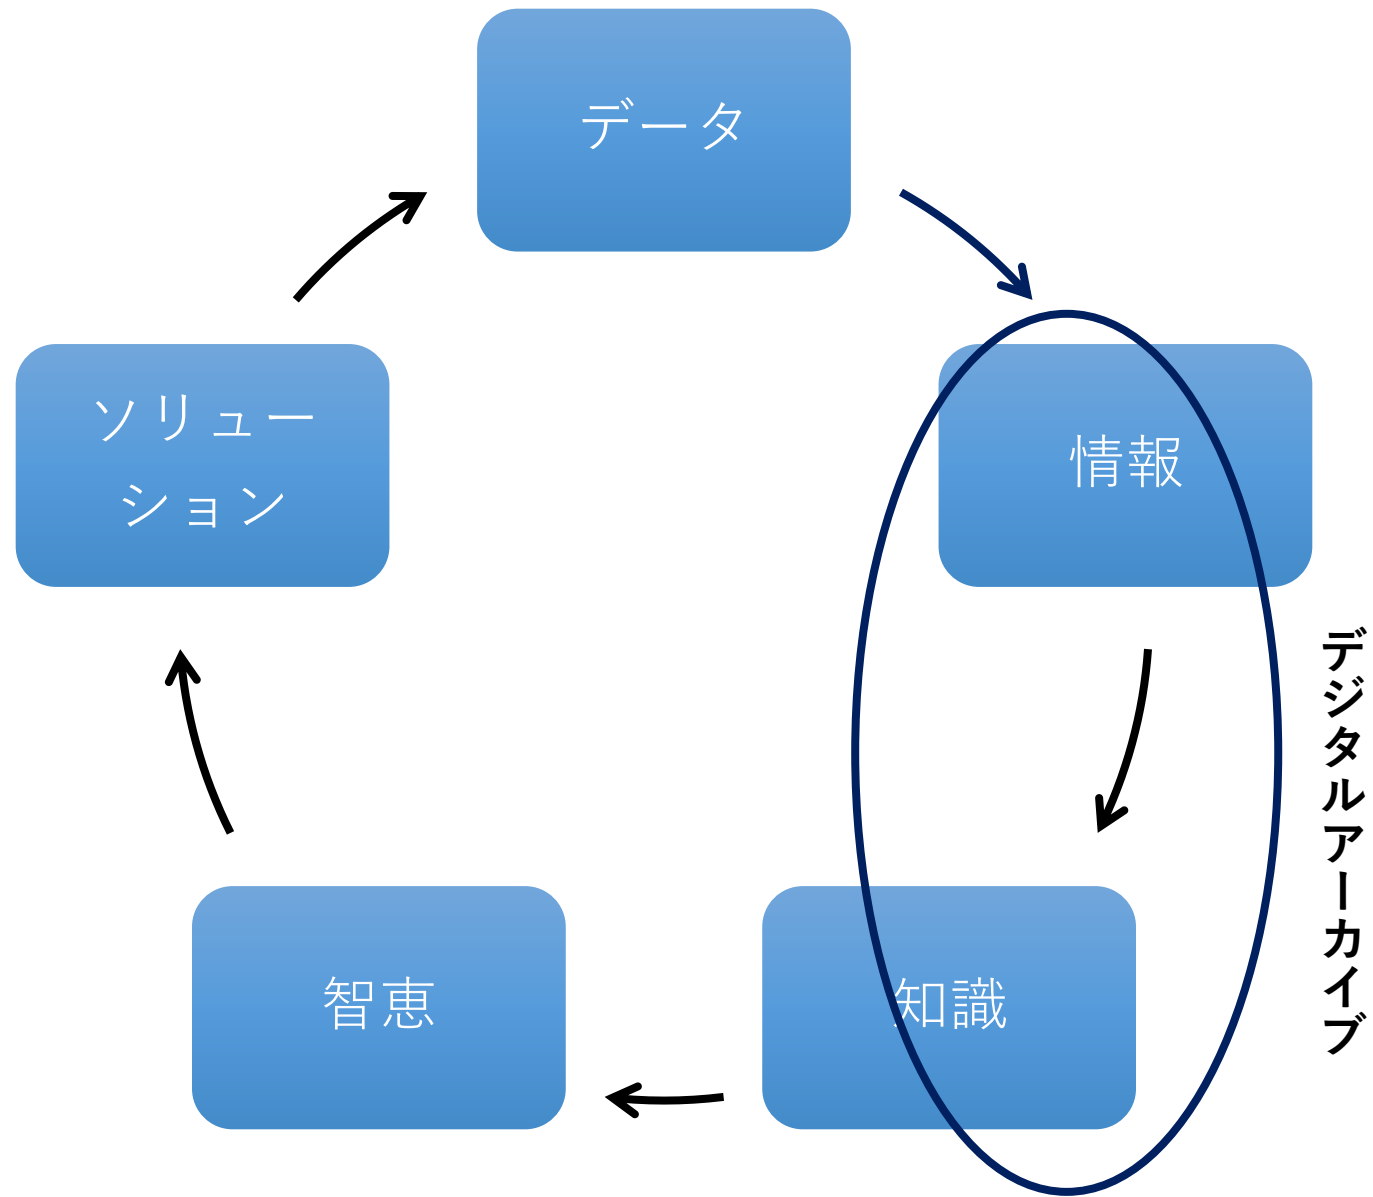 データ
ソリュー
ション
情報
デジタルアーカイブ
智恵
知識